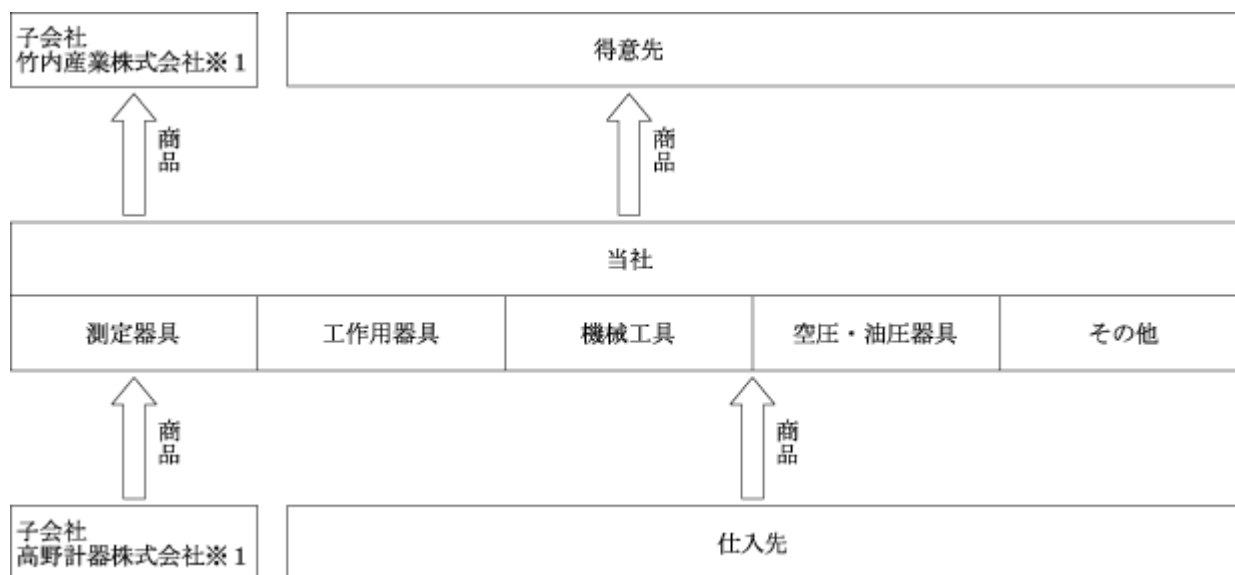 子会社
竹内産業株式会社※1
得意先
商品
商品
当社
測定器具
工作用器具
機械工具
空圧・油圧器具
その他
商品
商品
子会社
高野計器株式会社※1
仕入先